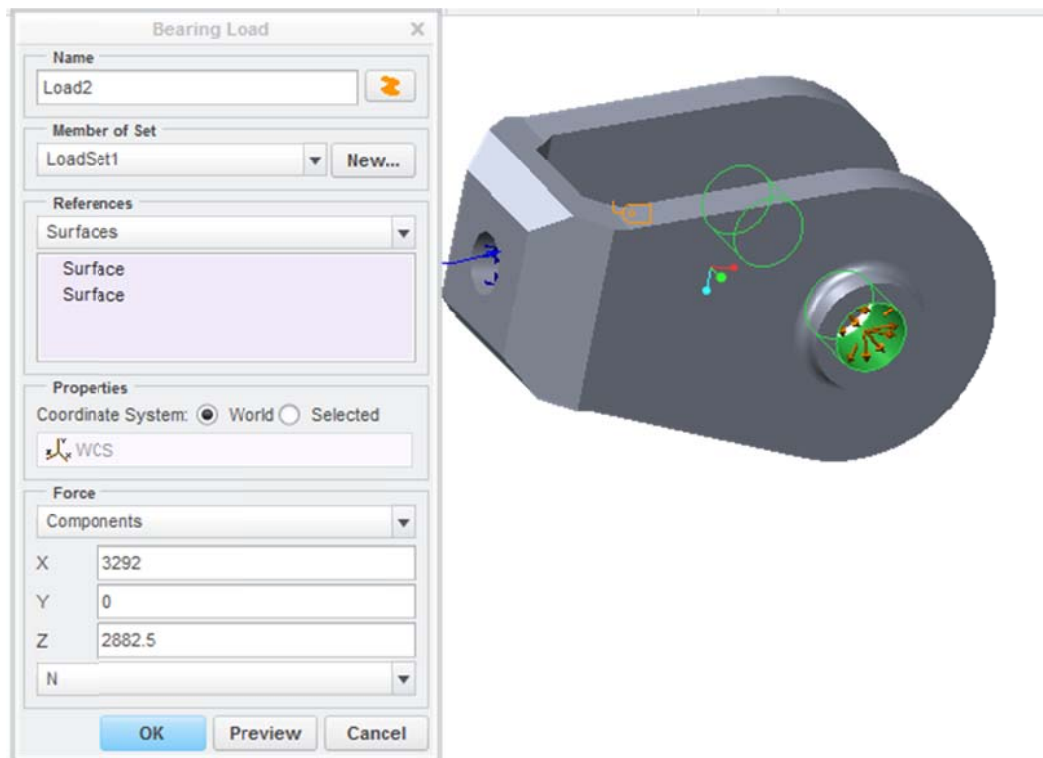 Bearing Load X
Name
Load2
Member of Set
LoadSet1 New...
References
Surfaces
Surface
Surface
Properties
Coordinate System: World Selected
WCS
Force
Components
X 3292
Y 0
Z 2882.5
N
OK Preview Cancel